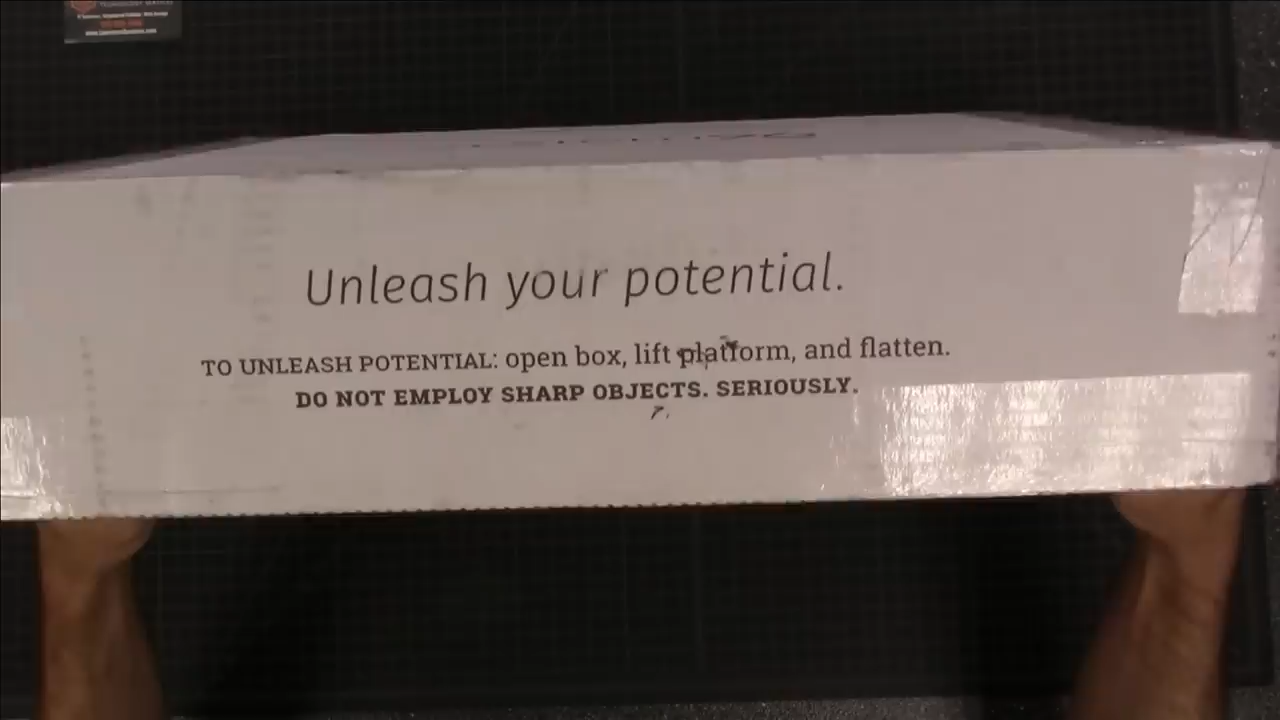 Unleash your potential.
TO UNLEASH POTENTIAL: open box, lift platform, and flatten.
DO NOT EMPLOY SHARP OBJECTS. SERIOUSLY.